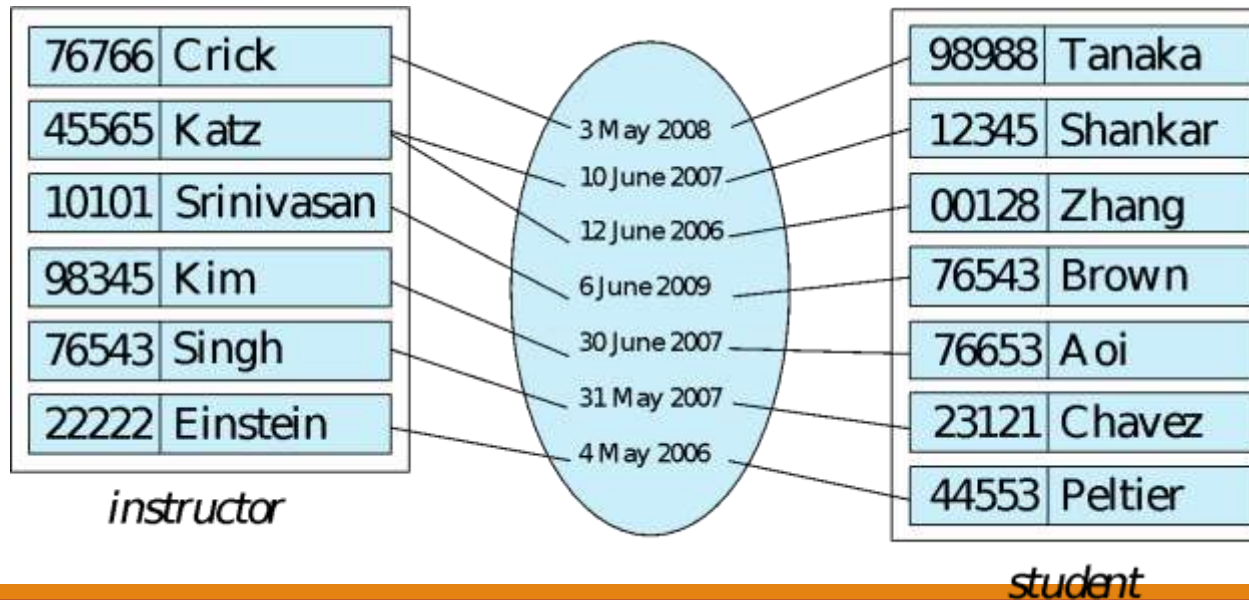 76766 Crick
45565 Katz
10101 Srinivasan
98345 Kim
76543 Singh
22222 Einstein
instructor
3 May 2008
10 June 2007
12 June 2006
6 June 2009
30 June 2007
31 May 2007
4 May 2006
98988 Tanaka
12345 Shankar
00128 Zhang
76543 Brown
76653 Aoi
23121 Chavez
44553 Peltier
student